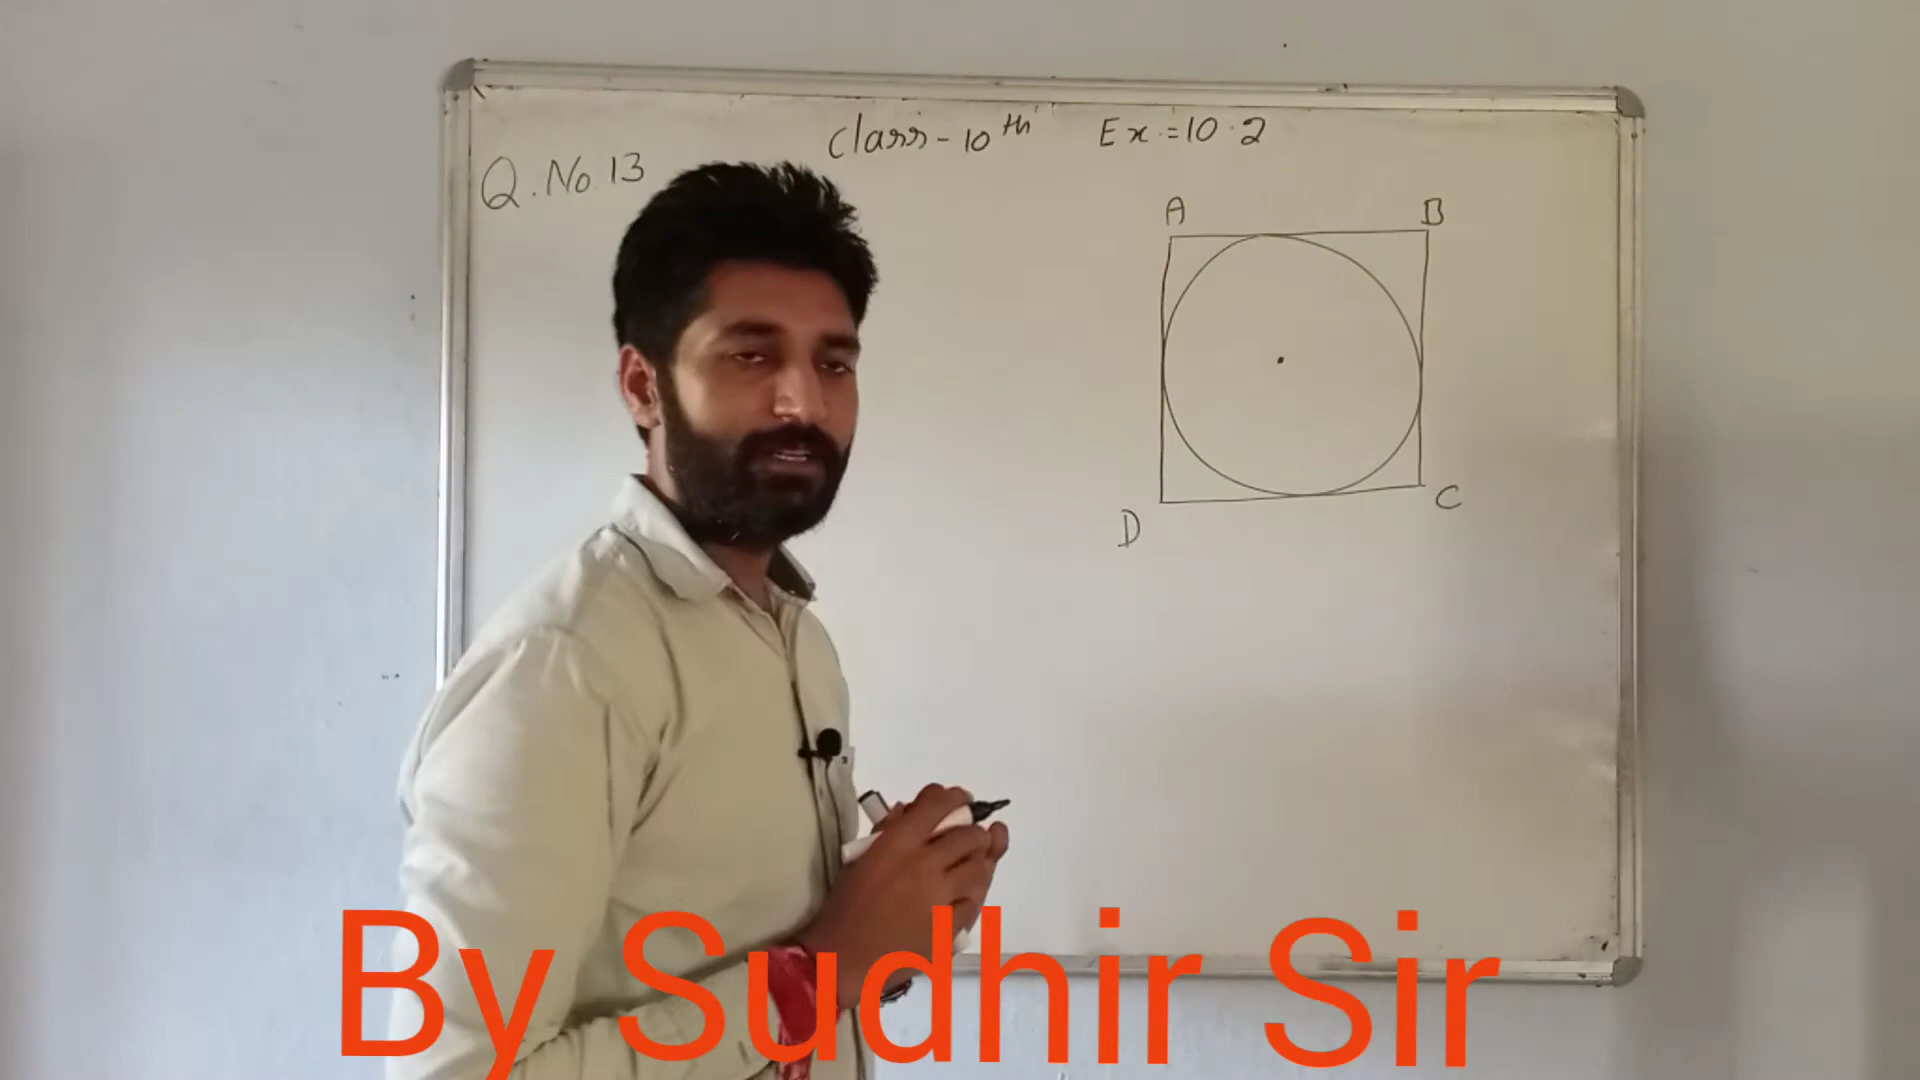 Class - 10th Ex. = 10.2
Q. No. 13
A B
D C
By Sudhir Sir